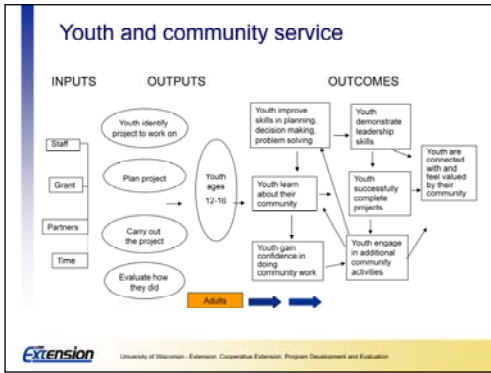 Youth and community service
INPUTS
OUTPUTS
OUTCOMES
Staff
Grant
Partners
Time
Youth identify
project to work on
Plan project
Carry out
the project
Evaluate how
they did
Youth
ages
12-16
Adults
Youth improve
skills in planning,
decision making,
problem solving
Youth learn
about their
community
Youth gain
confidence in
doing
community work
Youth
demonstrate
leadership
skills
Youth
successfully
complete
projects.
Youth engage
in additional
community
activities
Youth are
connected
with and
feel valued
by their
community
Extension
University of Wisconsin - Extension, Cooperative Extension, Program Development and Evaluation